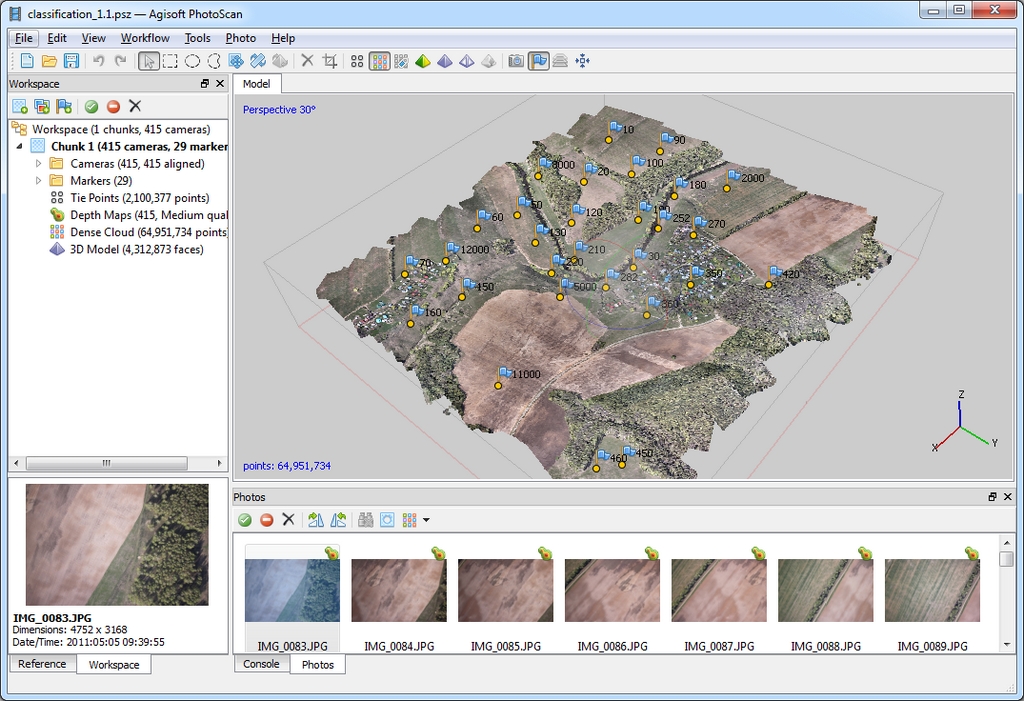 classification_1.1.psz — Agisoft PhotoScan
File Edit View Workflow Tools Photo Help
Workspace
Model
Workspace (1 chunks, 415 cameras)
Chunk 1 (415 cameras, 29 marker
Cameras (415, 415 aligned)
Markers (29)
Tie Points (2,100,377 points)
Depth Maps (415, Medium qual
Dense Cloud (64,951,734 points
3D Model (4,312,873 faces)
Perspective 30°
10
90
3000
20
100
180
2000
50
120
190
252
270
60
130
210
30
12000
70
220
262
350
420
150
5000
360
160
11000
460
450
Z
Y
X
points: 64,951,734
IMG_0083.JPG
Dimensions: 4752 x 3168
Date/Time: 2011:05:05 09:39:55
Reference Workspace
Photos
IMG_0083.JPG IMG_0084.JPG IMG_0085.JPG IMG_0086.JPG IMG_0087.JPG IMG_0088.JPG IMG_0089.JPG
Console Photos